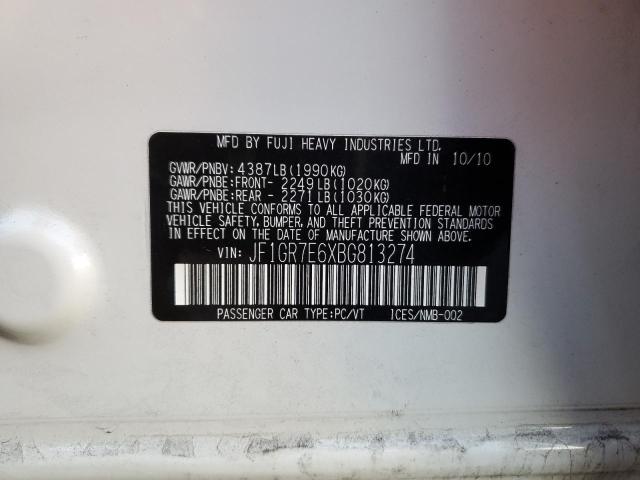 MFD BY FUJI HEAVY INDUSTRIES LTD.
MFD IN 10/10
GVWR/PNBV: 4387LB(1990KG)
GAWR/PNBE:FRONT- 2249LB(1020KG)
GAWR/PNBE:REAR - 2271LB(1030KG)
THIS VEHICLE CONFORMS TO ALL APPLICABLE FEDERAL MOTOR
VEHICLE SAFETY,BUMPER,AND THEFT PREVENTION STANDARDS
IN EFFECT ON THE DATE OF MANUFACTURE SHOWN ABOVE.
VIN: JF1GR7E6XBG813274
PASSENGER CAR TYPE:PC/VT ICES/NMB-002